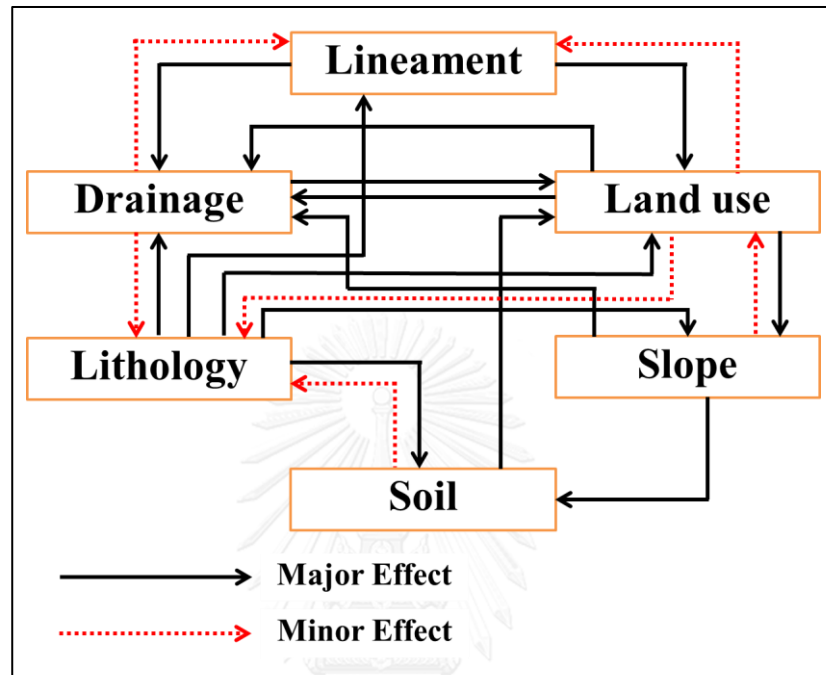 Lineament
Drainage
Land use
Lithology
Slope
Soil
Major Effect
Minor Effect